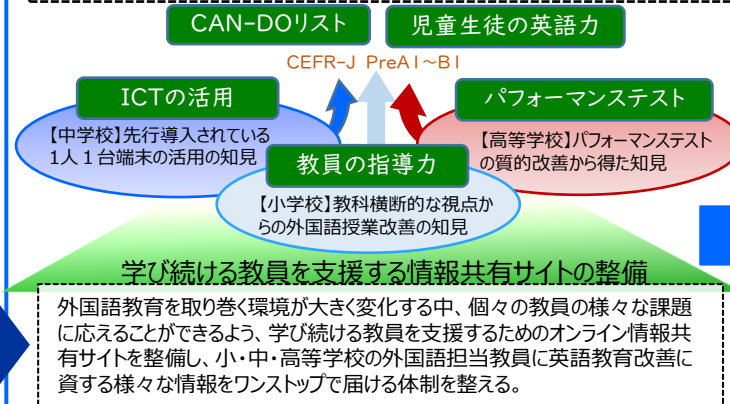 CAN-DOリスト
児童生徒の英語力
CEFR-J PreA1～B1
ICTの活用
【中学校】先行導入されている
1人1台端末の活用の知見
パフォーマンステスト
【高等学校】パフォーマンステスト
の質的改善から得た知見
教員の指導力
【小学校】教科横断的な視点か
らの外国語授業改善の知見
学び続ける教員を支援する情報共有サイトの整備
外国語教育を取り巻く環境が大きく変化する中、個々の教員の様々な課題
に応えることができるよう、学び続ける教員を支援するためのオンライン情報共
有サイトを整備し、小・中・高等学校の外国語担当教員に英語教育改善に
資する様々な情報をワンストップで届ける体制を整える。